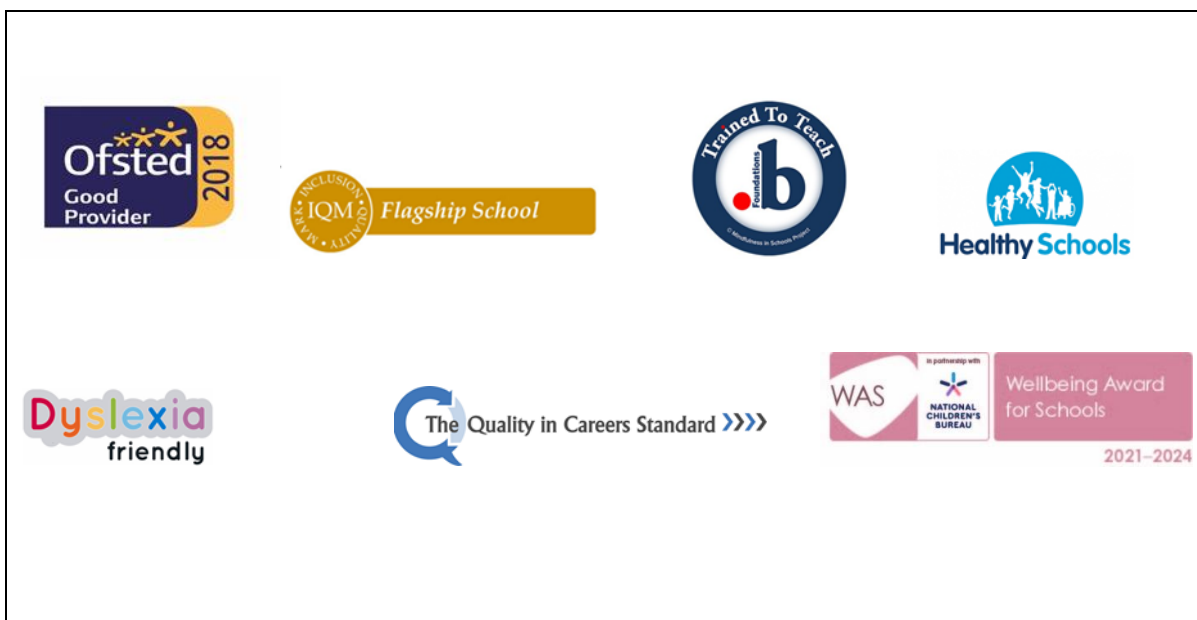 Ofsted
Good
Provider
2018
INCLUSION • QUALITY • MARK •
IQM
Flagship School
Trained To Teach
Foundations
.b
© Mindfulness in Schools Project
Healthy Schools
Dyslexia
friendly
The Quality in Careers Standard
WAS
in partnership with
NATIONAL
CHILDREN'S
BUREAU
Wellbeing Award
for Schools
2021–2024